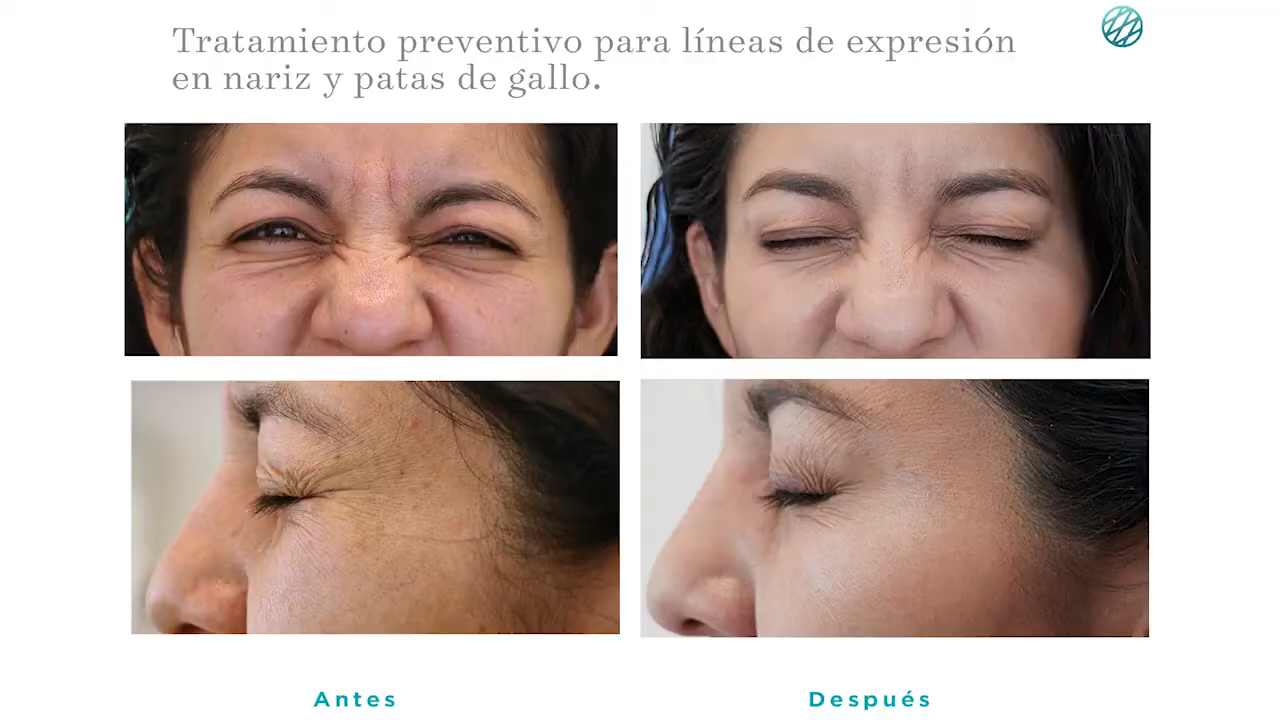 Tratamiento preventivo para líneas de expresión
en nariz y patas de gallo.
Antes
Después